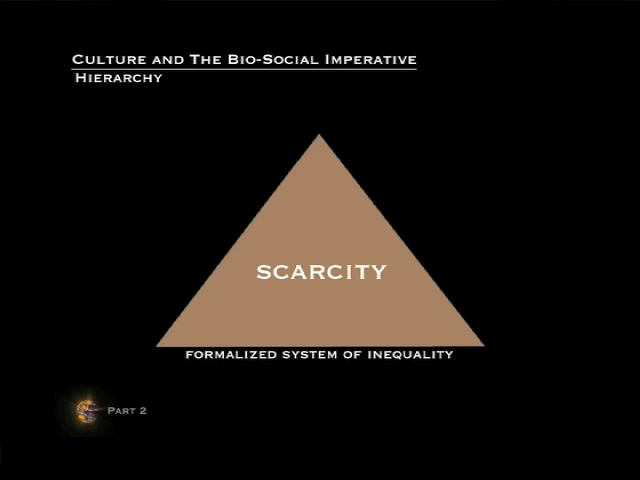 Culture and The Bio-Social Imperative
Hierarchy
SCARCITY
FORMALIZED SYSTEM OF INEQUALITY
Part 2